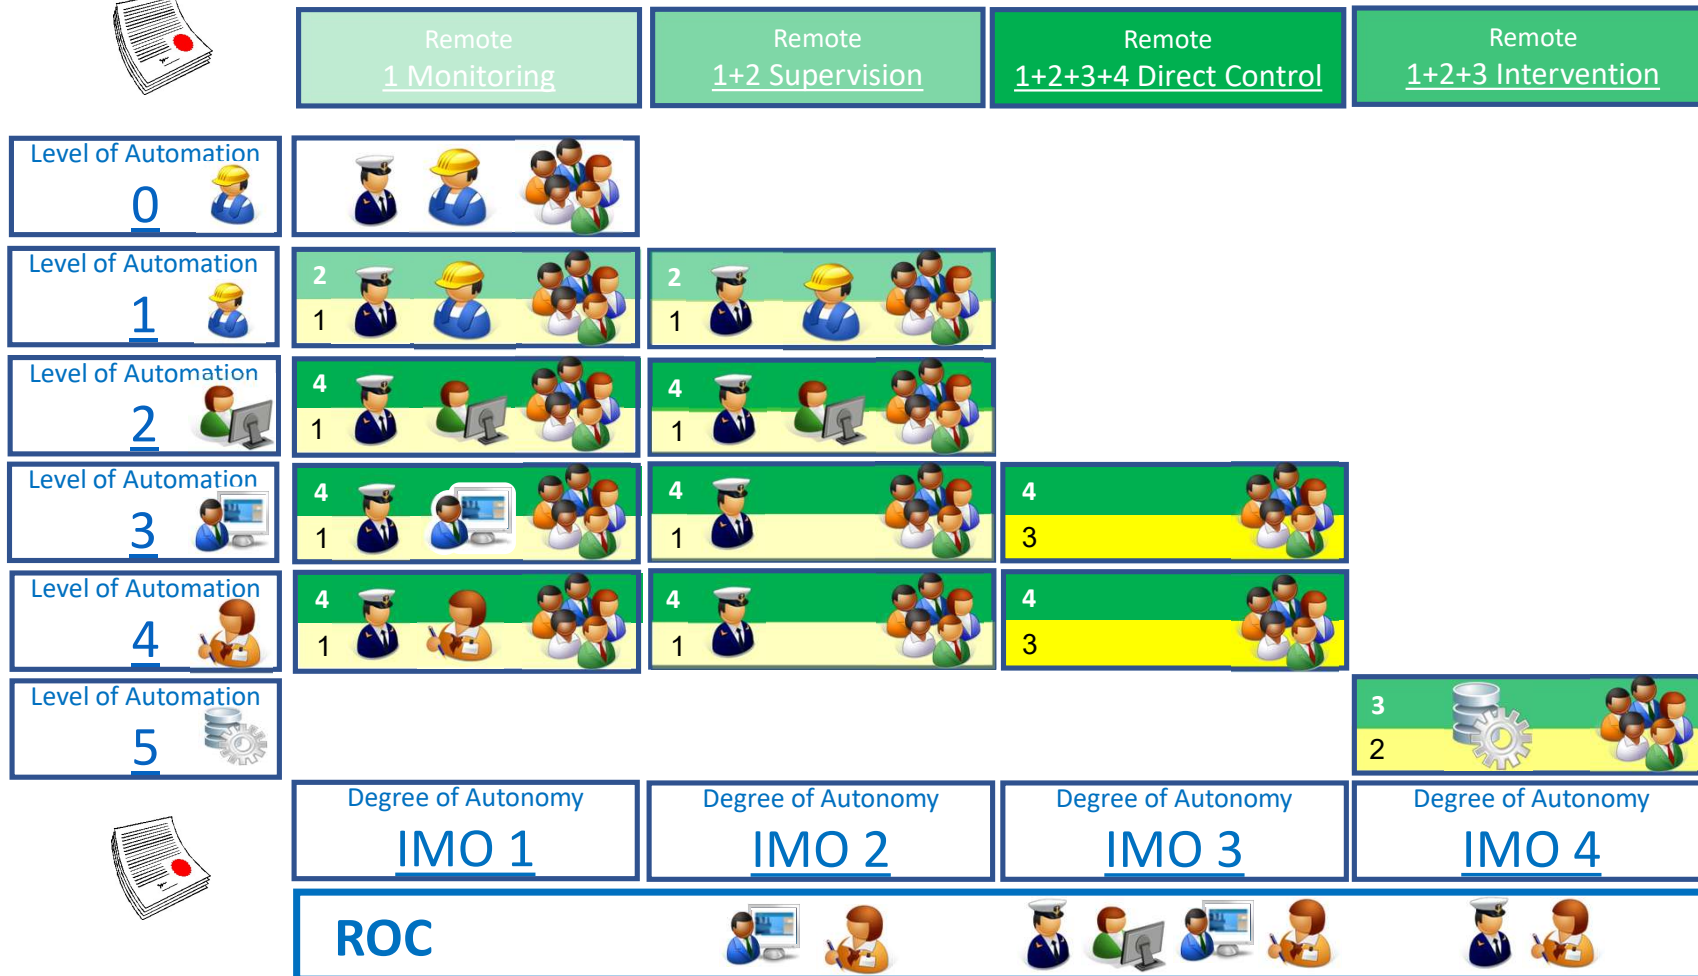 Remote
1 Monitoring
Remote
1+2 Supervision
Remote
1+2+3+4 Direct Control
Remote
1+2+3 Intervention
Level of Automation
0
Level of Automation
1
2
1
2
1
Level of Automation
2
4
1
4
1
Level of Automation
3
4
1
4
1
4
3
Level of Automation
4
4
1
4
1
4
3
Level of Automation
5
3
2
Degree of Autonomy
IMO 1
Degree of Autonomy
IMO 2
Degree of Autonomy
IMO 3
Degree of Autonomy
IMO 4
ROC